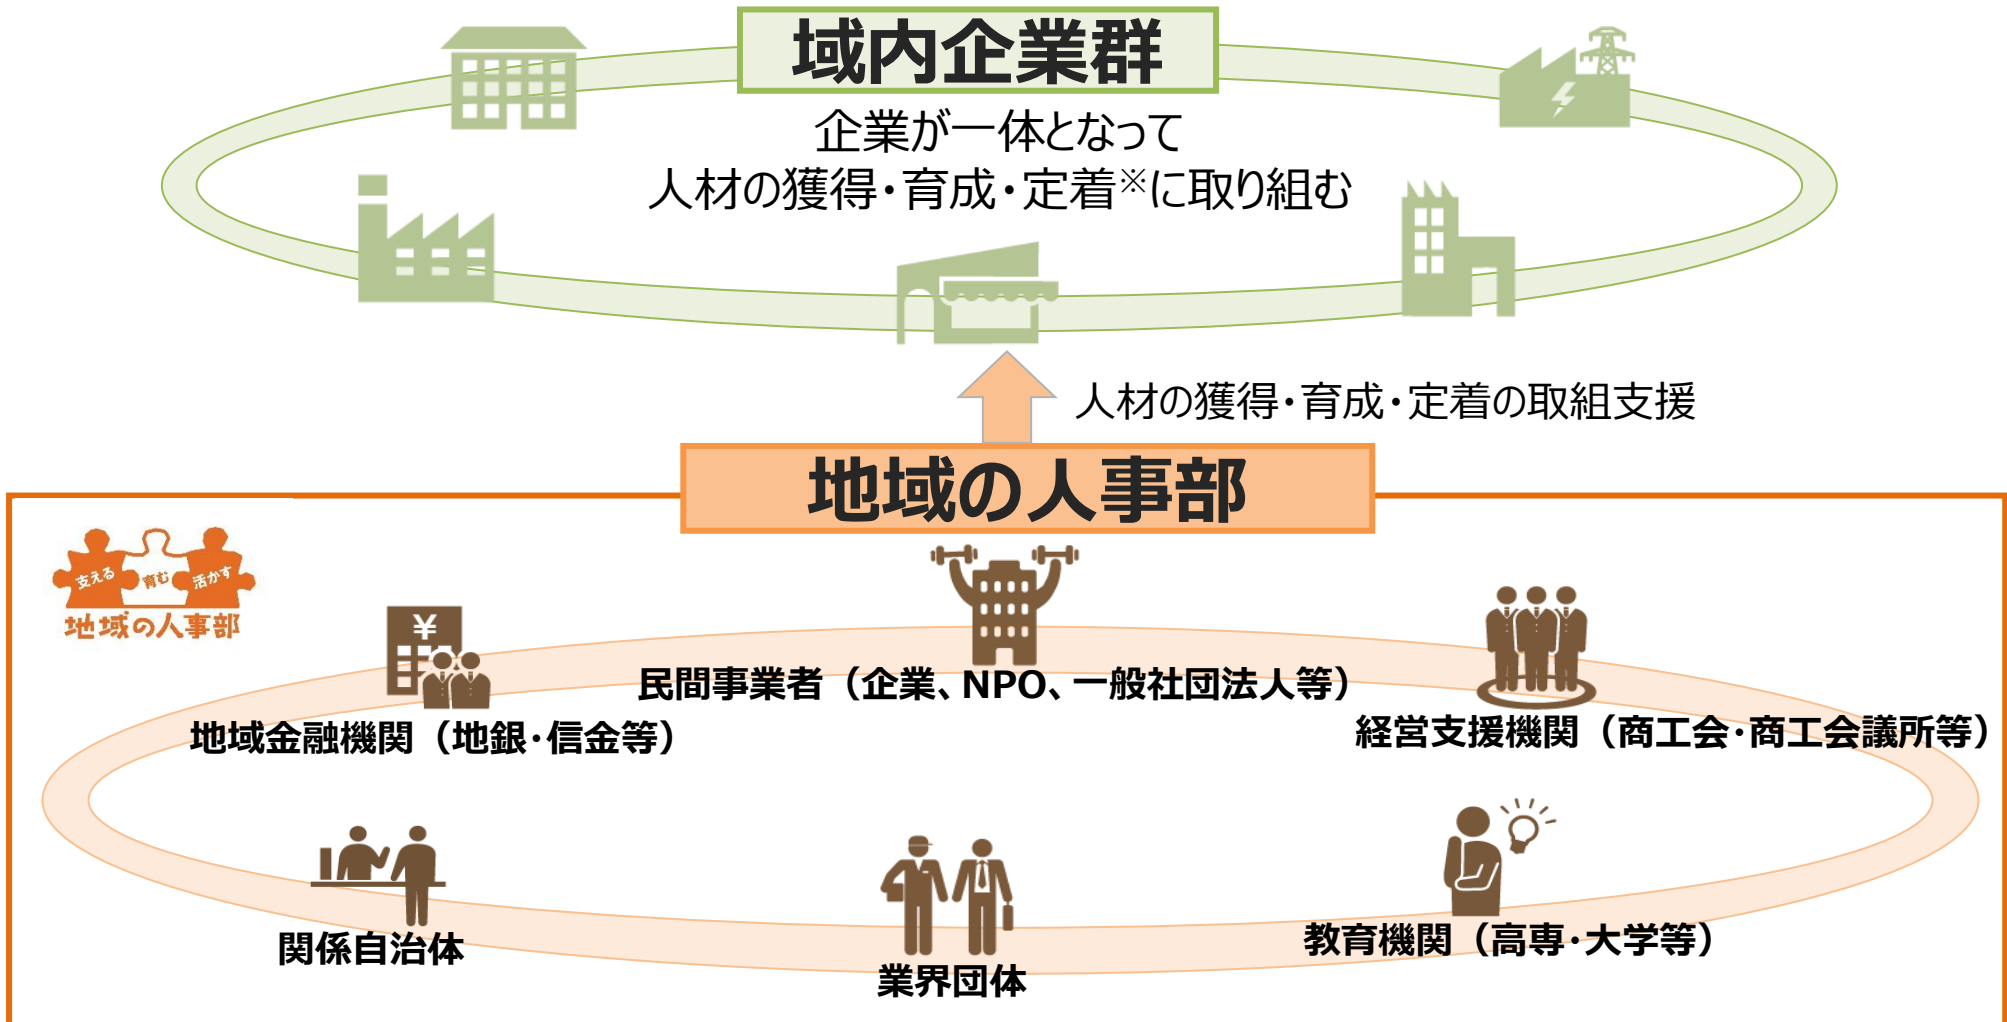 域内企業群
企業が一体となって
人材の獲得・育成・定着※に取り組む
人材の獲得・育成・定着の取組支援
地域の人事部
支える 育む 活かす
地域の人事部
¥
民間事業者（企業、NPO、一般社団法人等）
地域金融機関（地銀・信金等）
経営支援機関（商工会・商工会議所等）
関係自治体
業界団体
教育機関（高専・大学等）